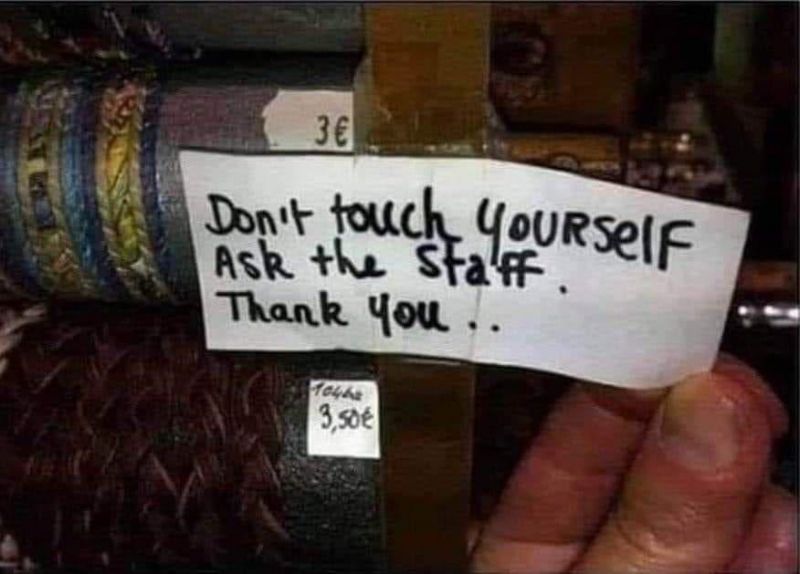 3€
Don't touch YOURSelF
Ask the Staff.
Thank You..
3,50€